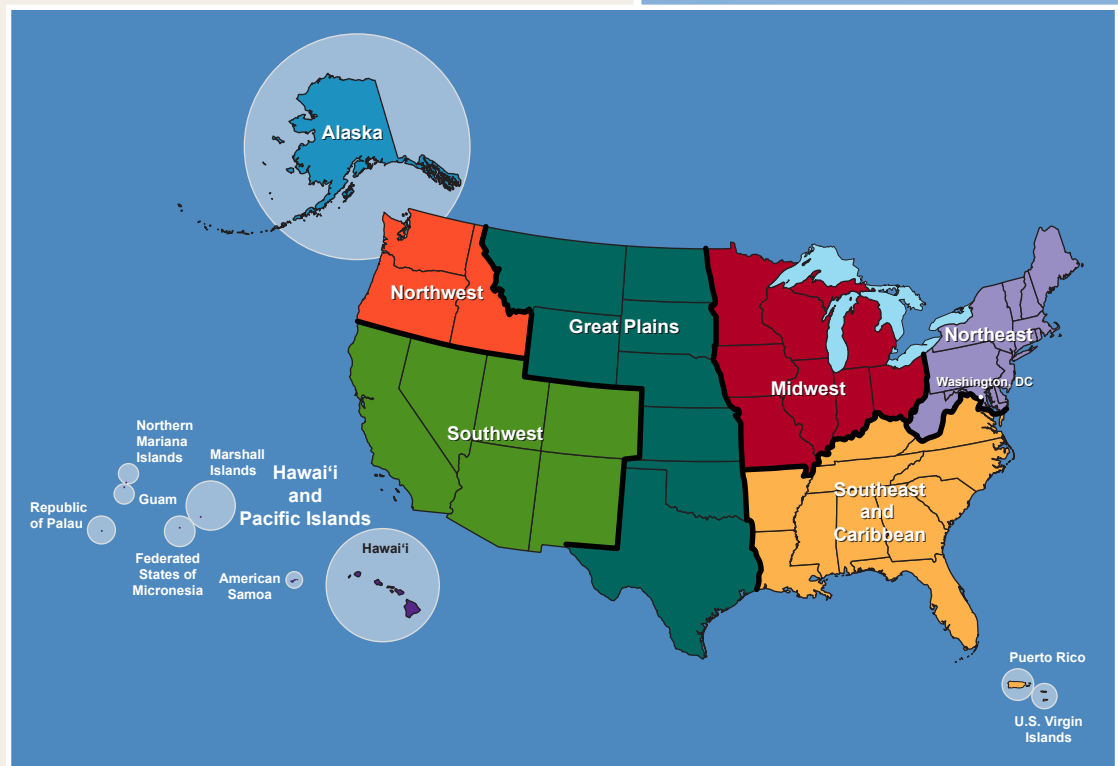 Alaska
Northwest
Great Plains
Northeast
Washington, DC
Midwest
Southwest
Southeast
and
Caribbean
Northern
Mariana
Islands
Marshall
Islands
Hawai‘i
and
Pacific Islands
Guam
Republic
of Palau
Federated
States of
Micronesia
American
Samoa
Hawai‘i
Puerto Rico
U.S. Virgin
Islands